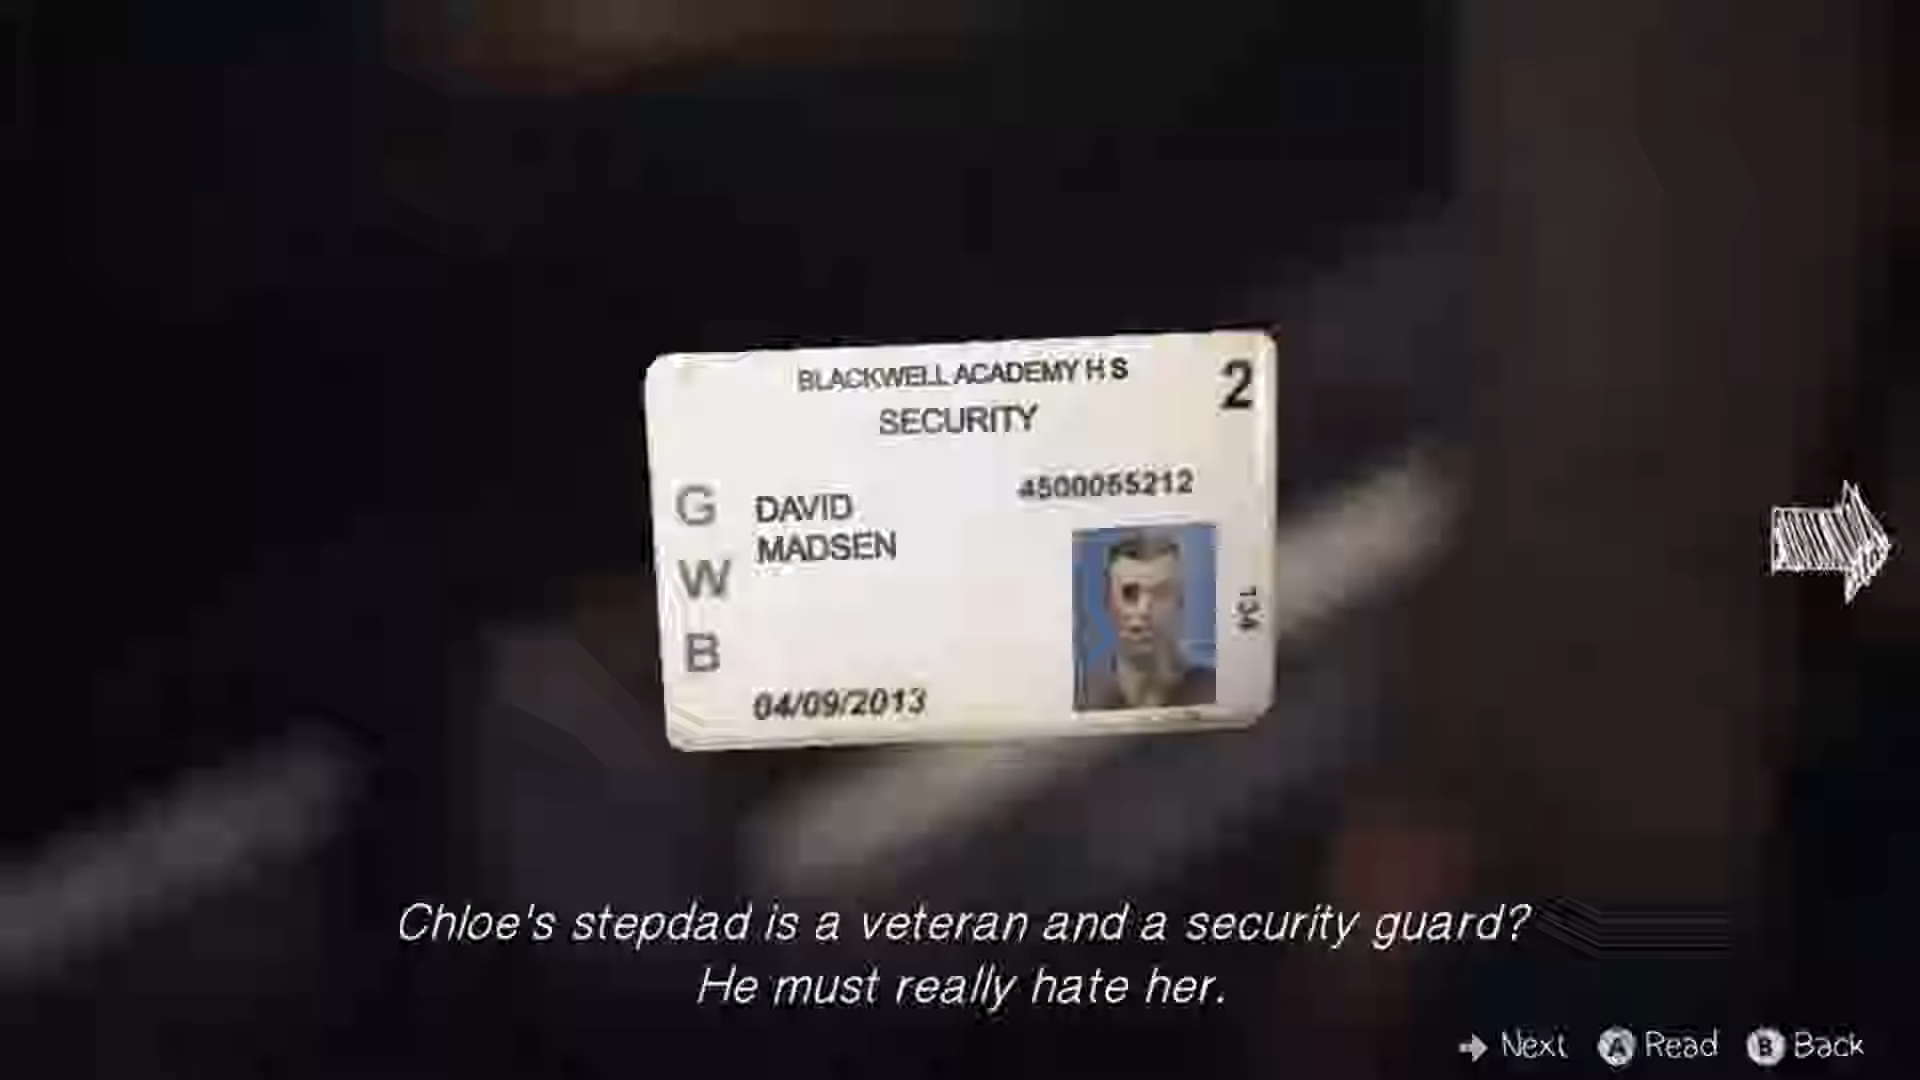 BLACKWELL ACADEMY H S
2
SECURITY
4500055212
G
DAVID
MADSEN
W
134
B
04/09/2013
Chloe's stepdad is a veteran and a security guard?
He must really hate her.
Next A Read B Back